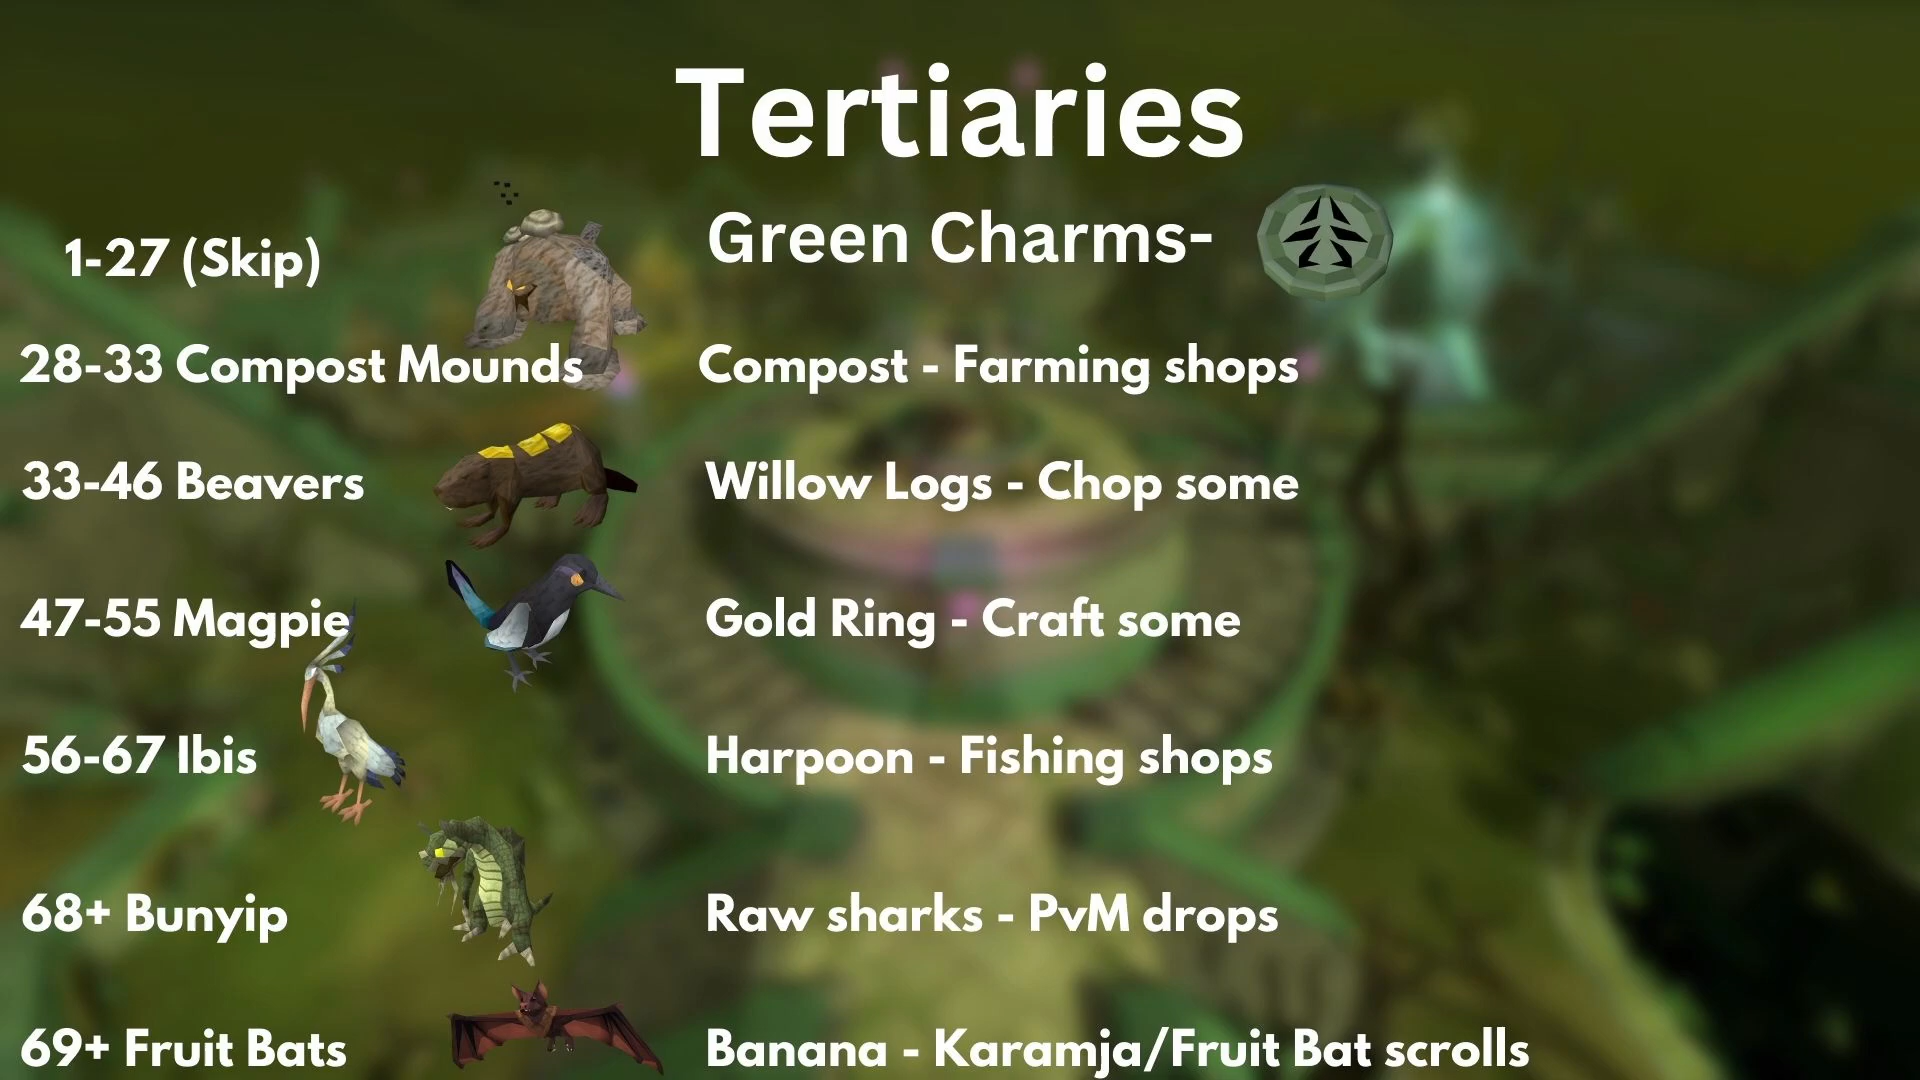 Tertiaries
Green Charms-
1-27 (Skip)
28-33 Compost Mounds
Compost - Farming shops
33-46 Beavers
Willow Logs - Chop some
47-55 Magpie
Gold Ring - Craft some
56-67 Ibis
Harpoon - Fishing shops
68+ Bunyip
Raw sharks - PvM drops
69+ Fruit Bats
Banana - Karamja/Fruit Bat scrolls